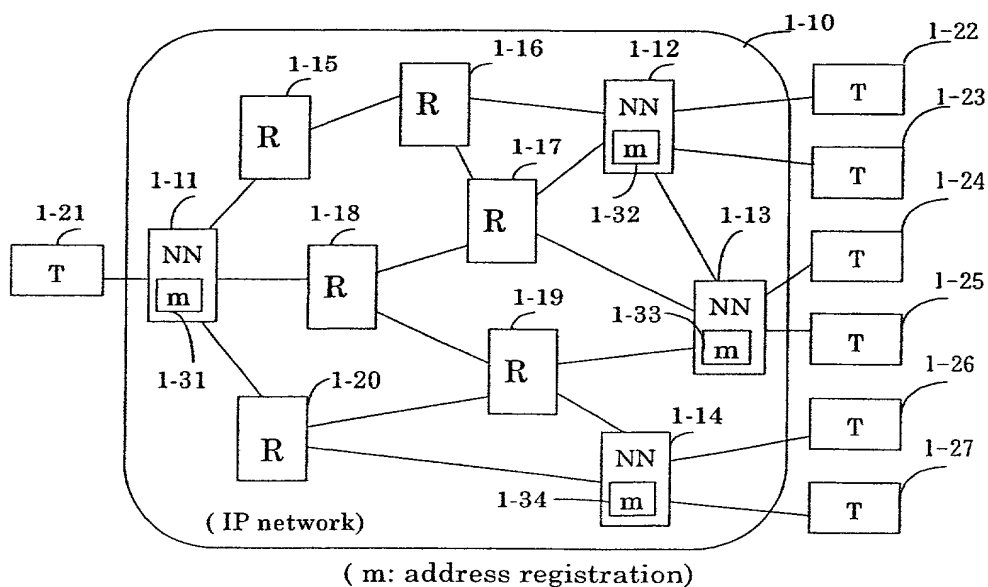 1-10
1-22
1-16
1-12
1-15
T
R
NN
1-23
R
m
T
1-17
1-11
1-32
1-24
1-21
1-18
R
1-13
T
NN
T
R
NN
1-25
m
1-19
1-33
m
T
1-31
R
1-20
1-26
1-14
T
R
NN
1-27
1-34
m
T
( IP network)
( m: address registration)